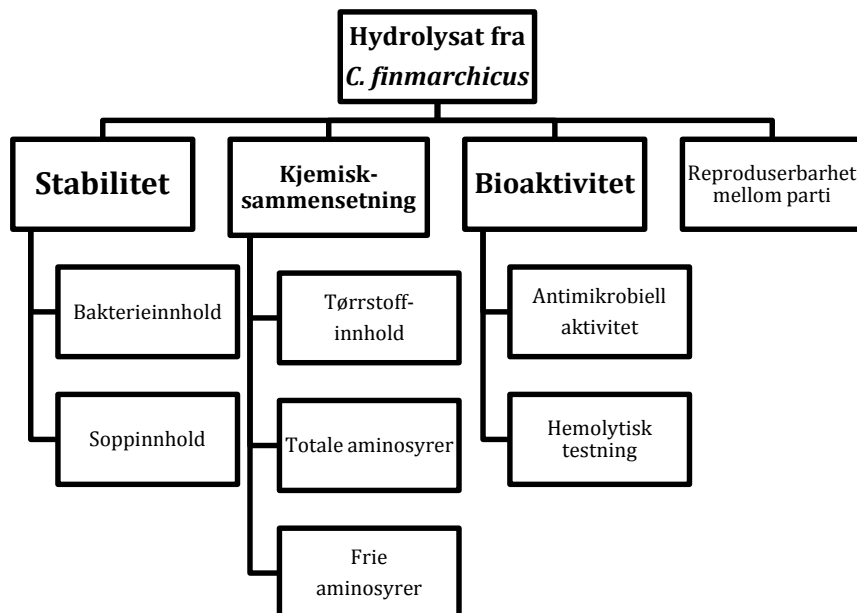 Hydrolysat fra
C. finmarchicus
Stabilitet
Kjemisk-
sammensetning
Bioaktivitet
Reproduserbarhet
mellom parti
Bakterieinnhold
Soppinnhold
Tørrstoff-
innhold
Totale aminosyrer
Frie
aminosyrer
Antimikrobiell
aktivitet
Hemolytisk
testning